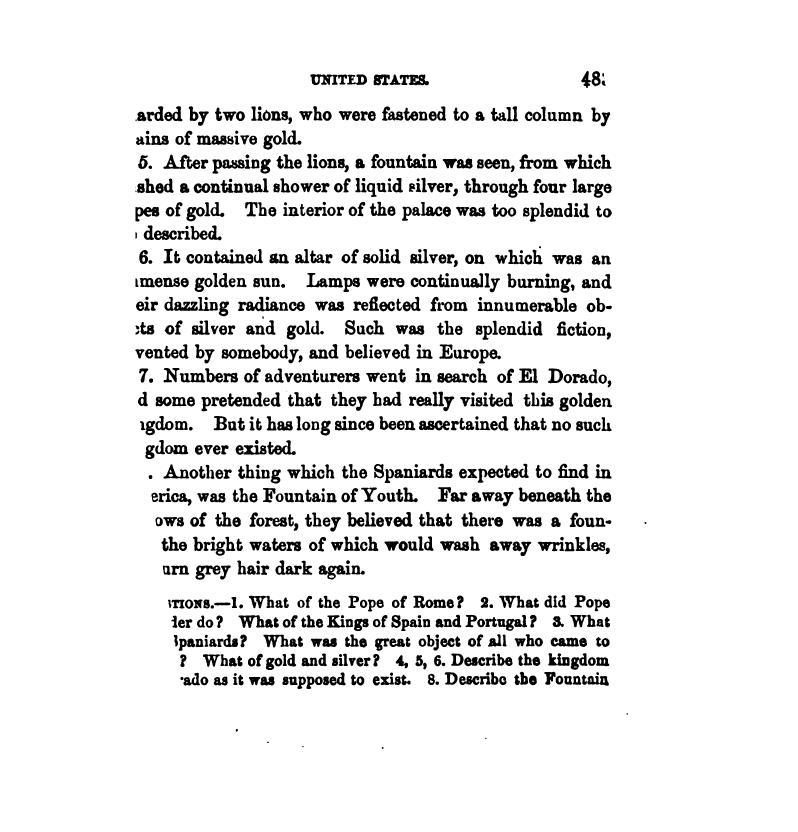 UNITED STATES. 48
arded by two lions, who were fastened to a tall column by
ains of massive gold.
5. After passing the lions, a fountain was seen, from which
shed a continual shower of liquid silver, through four large
pes of gold. The interior of the palace was too splendid to
described.
6. It contained an altar of solid silver, on which was an
mense golden sun. Lamps were continually burning, and
eir dazzling radiance was reflected from innumerable ob-
cts of silver and gold. Such was the splendid fiction,
vented by somebody, and believed in Europe.
7. Numbers of adventurers went in search of El Dorado,
d some pretended that they had really visited this golden
ngdom. But it has long since been ascertained that no such
gdom ever existed.
. Another thing which the Spaniards expected to find in
erica, was the Fountain of Youth. Far away beneath the
ows of the forest, they believed that there was a foun-
the bright waters of which would wash away wrinkles,
urn grey hair dark again.
TIONS.—1. What of the Pope of Rome? 2. What did Pope
der do? What of the Kings of Spain and Portugal? 3. What
Spaniards? What was the great object of all who came to
? What of gold and silver? 4, 5, 6. Describe the kingdom
ado as it was supposed to exist. 8. Describe the Fountain